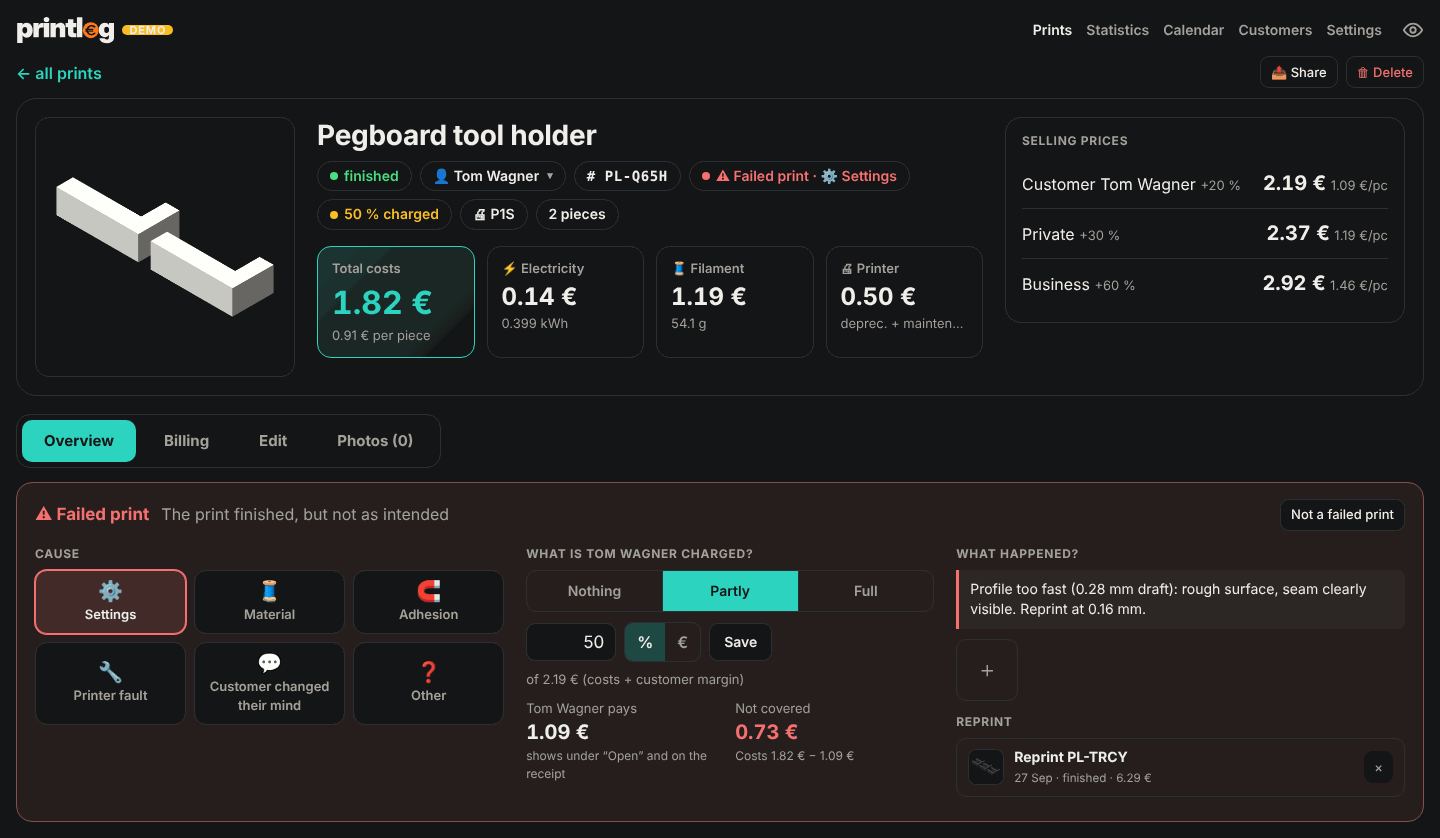 printl€g DEMO
Prints Statistics Calendar Customers Settings
← all prints
Share Delete
Pegboard tool holder
finished Tom Wagner # PL-Q65H Failed print · Settings
50 % charged P1S 2 pieces
Total costs
1.82 €
0.91 € per piece
Electricity
0.14 €
0.399 kWh
Filament
1.19 €
54.1 g
Printer
0.50 €
deprec. + mainten…
SELLING PRICES
Customer Tom Wagner +20 % 2.19 € 1.09 €/pc
Private +30 % 2.37 € 1.19 €/pc
Business +60 % 2.92 € 1.46 €/pc
Overview Billing Edit Photos (0)
Failed print The print finished, but not as intended
Not a failed print
CAUSE
Settings
Material
Adhesion
Printer fault
Customer changed
their mind
Other
WHAT IS TOM WAGNER CHARGED?
Nothing Partly Full
50 % € Save
of 2.19 € (costs + customer margin)
Tom Wagner pays
1.09 €
shows under “Open” and on the
receipt
Not covered
0.73 €
Costs 1.82 € − 1.09 €
WHAT HAPPENED?
Profile too fast (0.28 mm draft): rough surface, seam clearly
visible. Reprint at 0.16 mm.
+
REPRINT
Reprint PL-TRCY
27 Sep · finished · 6.29 €
×